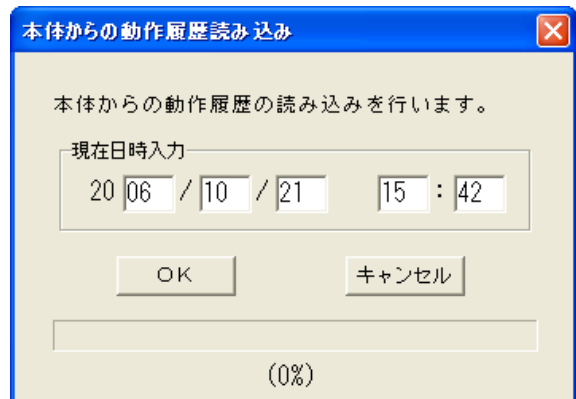 本体からの動作履歴読み込み
本体からの動作履歴の読み込みを行います。
現在日時入力
20 06 / 10 / 21 15 : 42
OK キャンセル
(0%)